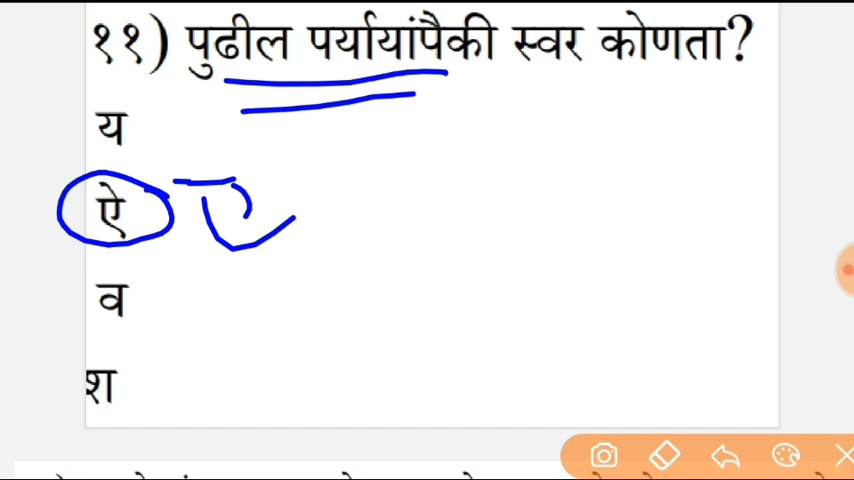 ११) पुढील पर्यायांपैकी स्वर कोणता?
य
ऐ
व
श